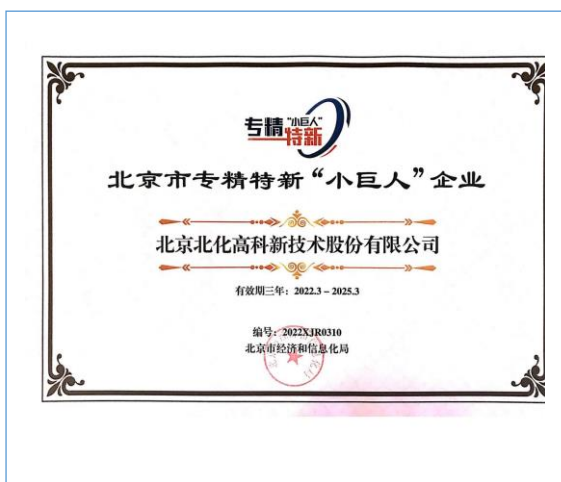 专精“小巨人”
特新
北京市专精特新“小巨人”企业
北京北化高科新技术股份有限公司
有效期三年：2022.3－2025.3
编号：2022XJR0310
北京市经济和信息化局